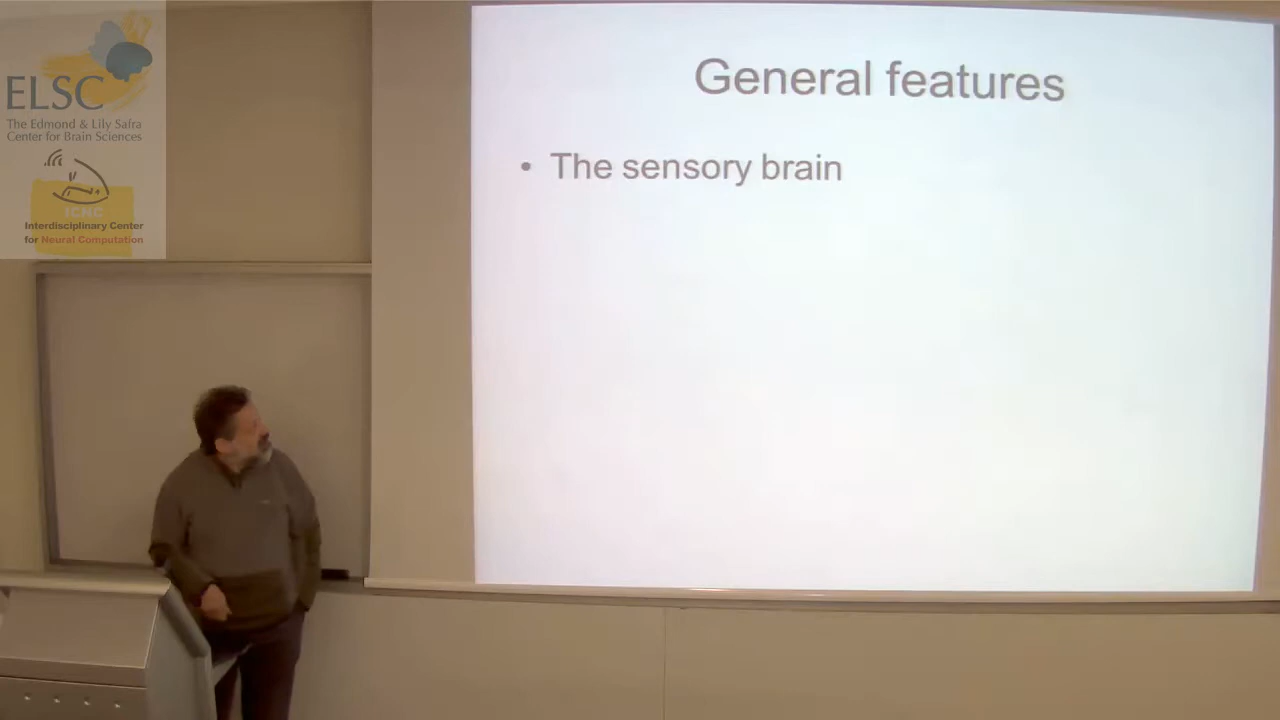 ELSC
The Edmond & Lily Safra
Center for Brain Sciences
ICNC
Interdisciplinary Center
for Neural Computation
General features
• The sensory brain